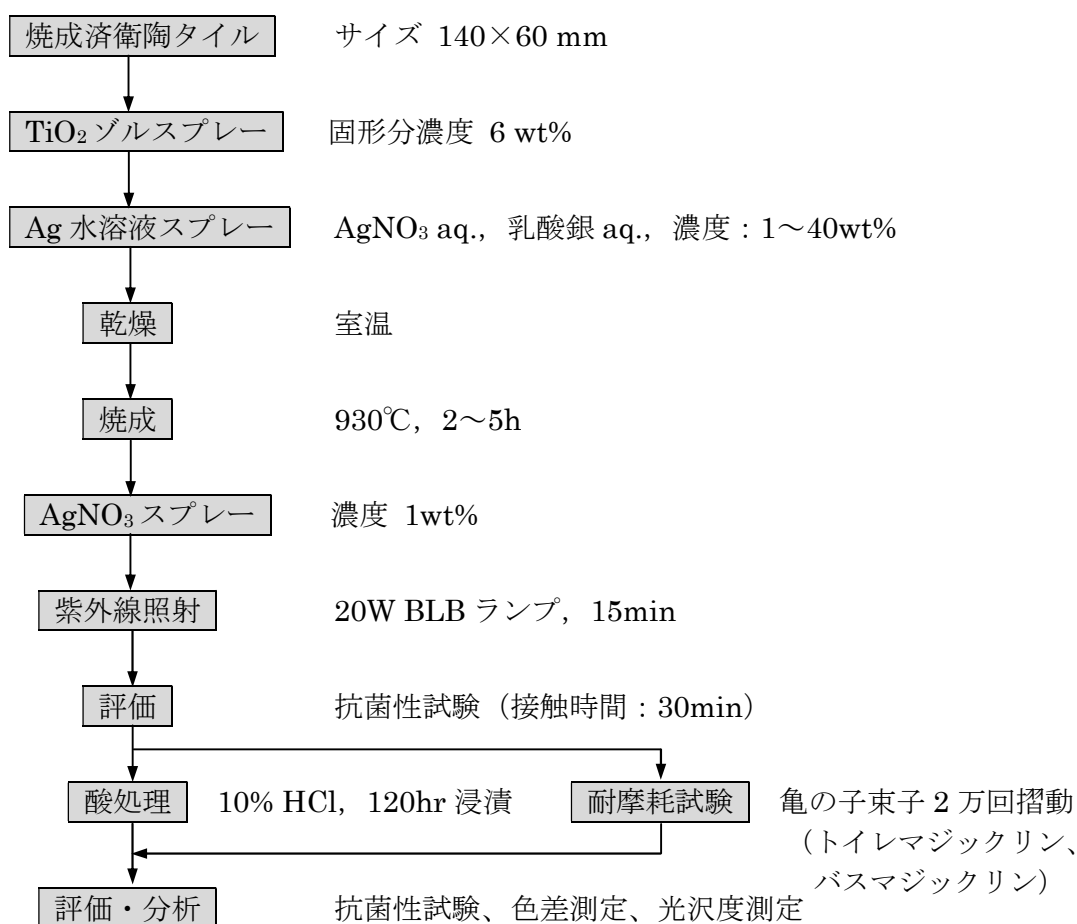 焼成済衛陶タイル サイズ 140×60 mm
TiO₂ゾルスプレー 固形分濃度 6 wt%
Ag 水溶液スプレー AgNO₃ aq.，乳酸銀 aq.，濃度：1～40wt%
乾燥 室温
焼成 930℃，2～5h
AgNO₃スプレー 濃度 1wt%
紫外線照射 20W BLB ランプ，15min
評価 抗菌性試験（接触時間：30min）
酸処理 10% HCl，120hr 浸漬 耐摩耗試験 亀の子束子 2 万回摺動
（トイレマジックリン、
バスマジックリン）
評価・分析 抗菌性試験、色差測定、光沢度測定